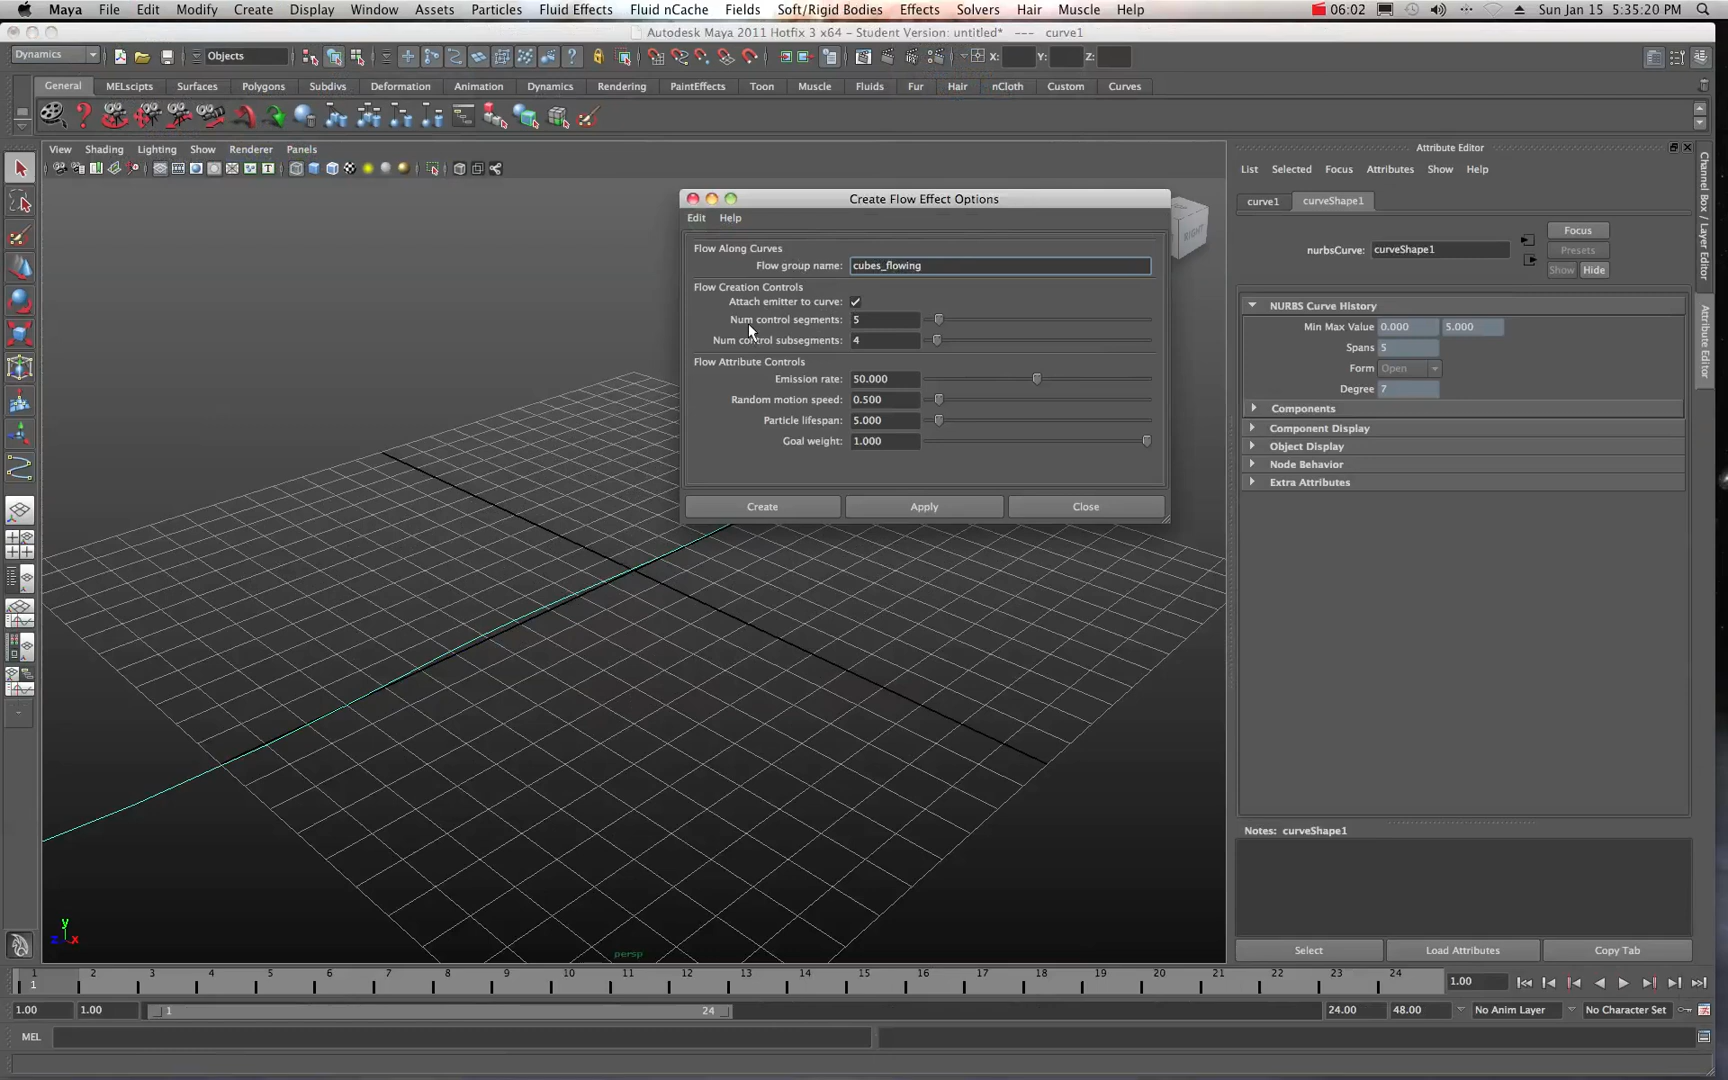 Maya File Edit Modify Create Display Window Assets Particles Fluid Effects Fluid nCache Fields Soft/Rigid Bodies Effects Solvers Hair Muscle Help 06:02 Sun Jan 15 5:35:20 PM
Autodesk Maya 2011 Hotfix 3 x64 - Student Version: untitled* --- curve1
Dynamics Objects X: Y: Z:
General MELscipts Surfaces Polygons Subdivs Deformation Animation Dynamics Rendering PaintEffects Toon Muscle Fluids Fur Hair nCloth Custom Curves
View Shading Lighting Show Renderer Panels
Attribute Editor
List Selected Focus Attributes Show Help
curve1 curveShape1
nurbsCurve: curveShape1
Focus
Presets
Show Hide
NURBS Curve History
Min Max Value 0.000 5.000
Spans 5
Form Open
Degree 7
Components
Component Display
Object Display
Node Behavior
Extra Attributes
Notes: curveShape1
Select Load Attributes Copy Tab
Channel Box / Layer Editor
Attribute Editor
Create Flow Effect Options
Edit Help
Flow Along Curves
Flow group name: cubes_flowing
Flow Creation Controls
Attach emitter to curve:
Num control segments: 5
Num control subsegments: 4
Flow Attribute Controls
Emission rate: 50.000
Random motion speed: 0.500
Particle lifespan: 5.000
Goal weight: 1.000
Create Apply Close
RIGHT
y
z x
persp
1 2 3 4 5 6 7 8 9 10 11 12 13 14 15 16 17 18 19 20 21 22 23 24
1 1.00
1.00 1.00 1 24 24.00 48.00 No Anim Layer No Character Set
MEL